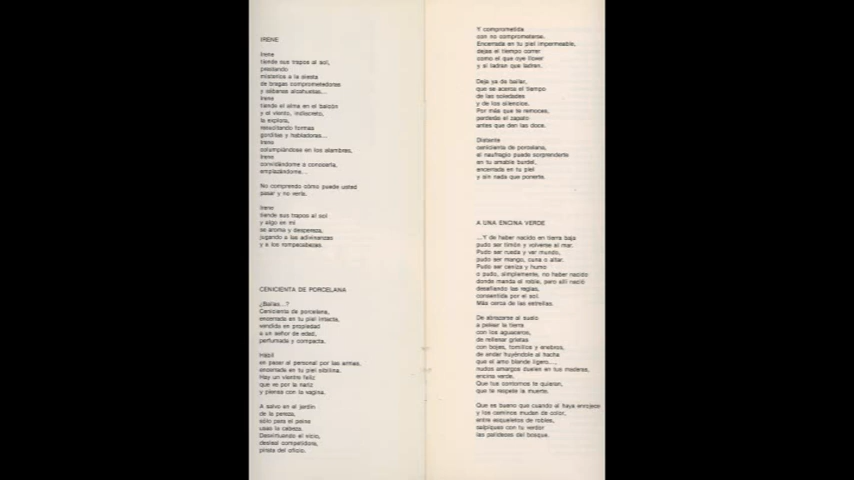 IRENE
Irene
tiende sus trapos al sol,
prestando
misterios a la siesta
de bragas comprometedoras
y sábanas alcahuetas...
Irene
tiende el alma en el balcón
y el viento, indiscreto,
la explora,
resucitando formas
gorditas y habladoras...
Irene
columpiándose en los alambres,
Irene
convidándome a conocerla,
emplazándome...
No comprendo cómo puede usted
pasar y no verla.
Irene
tiende sus trapos al sol
y algo en mí
se aroma y despereza,
jugando a las adivinanzas
y a los rompecabezas.
CENICIENTA DE PORCELANA
¿Bailas...?
Cenicienta de porcelana,
encerrada en tu piel intacta,
vendida en propiedad
a un señor de edad,
perfumada y compacta.
Hábil
en pasar al personal por las armas,
encerrada en tu piel sibilina.
Hay un vientre feliz
que ve por la nariz
y piensa con la vagina.
A salvo en el jardín
de la pereza,
sólo para el peine
usas la cabeza.
Desvirtuando el vicio,
desleal competidora,
pirata del oficio.
Y comprometida
con no comprometerse.
Encerrada en tu piel impermeable,
dejas el tiempo correr
como el que oye llover
y si ladran que ladren.
Deja ya de bailar,
que se acerca el tiempo
de las soledades
y de los silencios.
Por más que te remoces,
perderás el zapato
antes que den las doce.
Distante
cenicienta de porcelana,
el naufragio puede sorprenderte
en tu amable burdel,
encerrada en tu piel
y sin nada que ponerte.
A UNA ENCINA VERDE
...Y de haber nacido en tierra baja
pudo ser timón y volverse al mar.
Pudo ser rueda y ver mundo,
pudo ser mango, cuna o altar.
Pudo ser ceniza y humo
o pudo, simplemente, no haber nacido
donde manda el roble, pero allí nació
desafiando las reglas,
consentida por el sol.
Más cerca de las estrellas.
De abrazarse al suelo
a pelear la tierra
con los aguaceros,
de rellenar grietas
con bojes, tomillos y enebros,
de andar huyéndole al hacha
que el amo blande ligero...,
nudos amargos duelen en tus maderas,
encina verde.
Que tus contornos te quieran,
que te respete la muerte.
Que es bueno que cuando el haya enrojece
y los caminos mudan de color,
entre esqueletos de robles,
salpiques con tu verdor
las palideces del bosque.